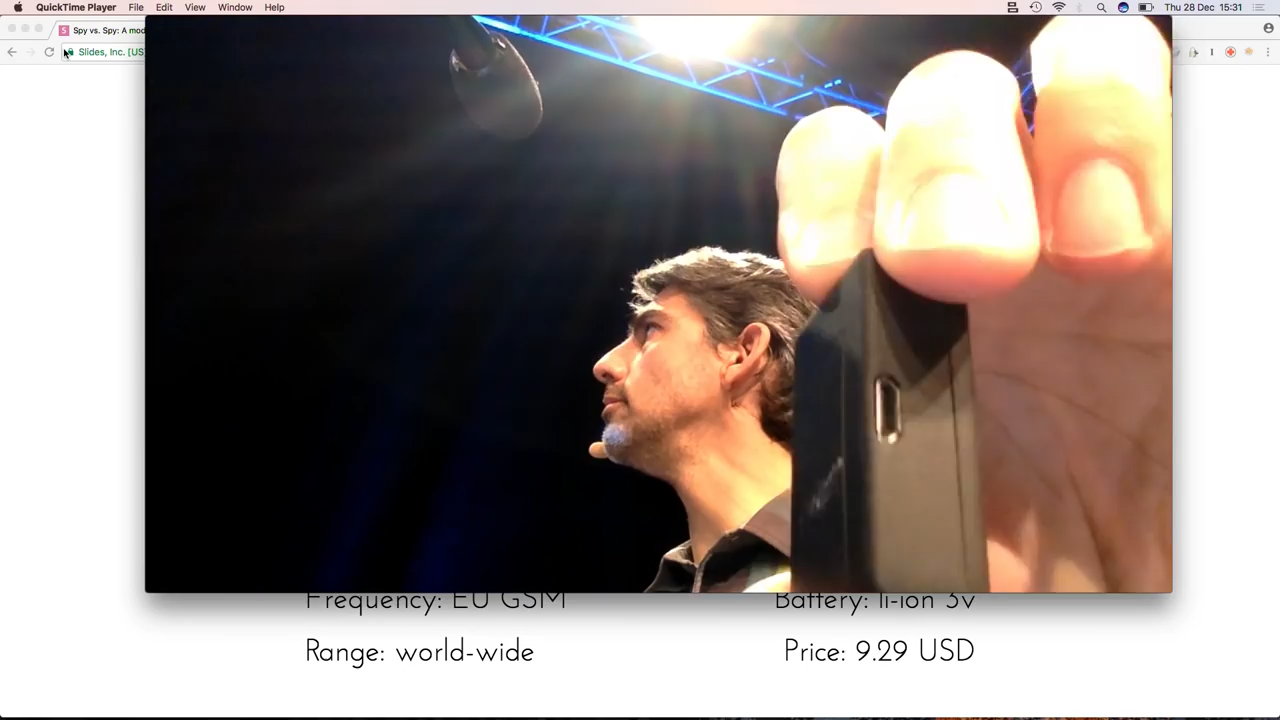 QuickTime Player File Edit View Window Help Thu 28 Dec 15:31
Spy vs. Spy: A mod
Slides, Inc. [US]
Frequency: EU GSM
Battery: li-ion 3v
Range: world-wide
Price: 9.29 USD